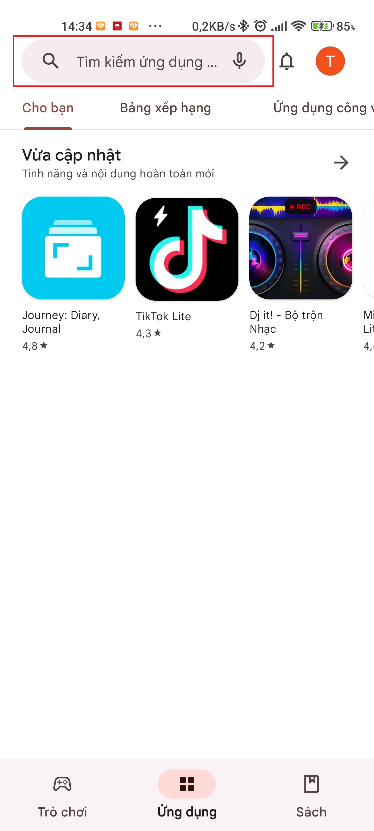 14:34 ... 0,2KB/s 85%
Tìm kiếm ứng dụng ...
T
Cho bạn Bảng xếp hạng Ứng dụng công v
Vừa cập nhật
Tính năng và nội dung hoàn toàn mới
REC
Journey: Diary,
Journal
4,8★
TikTok Lite
4,3★
Dj it! - Bộ trộn
Nhạc
4,2★
Mi
Lit
4,
Trò chơi Ứng dụng Sách